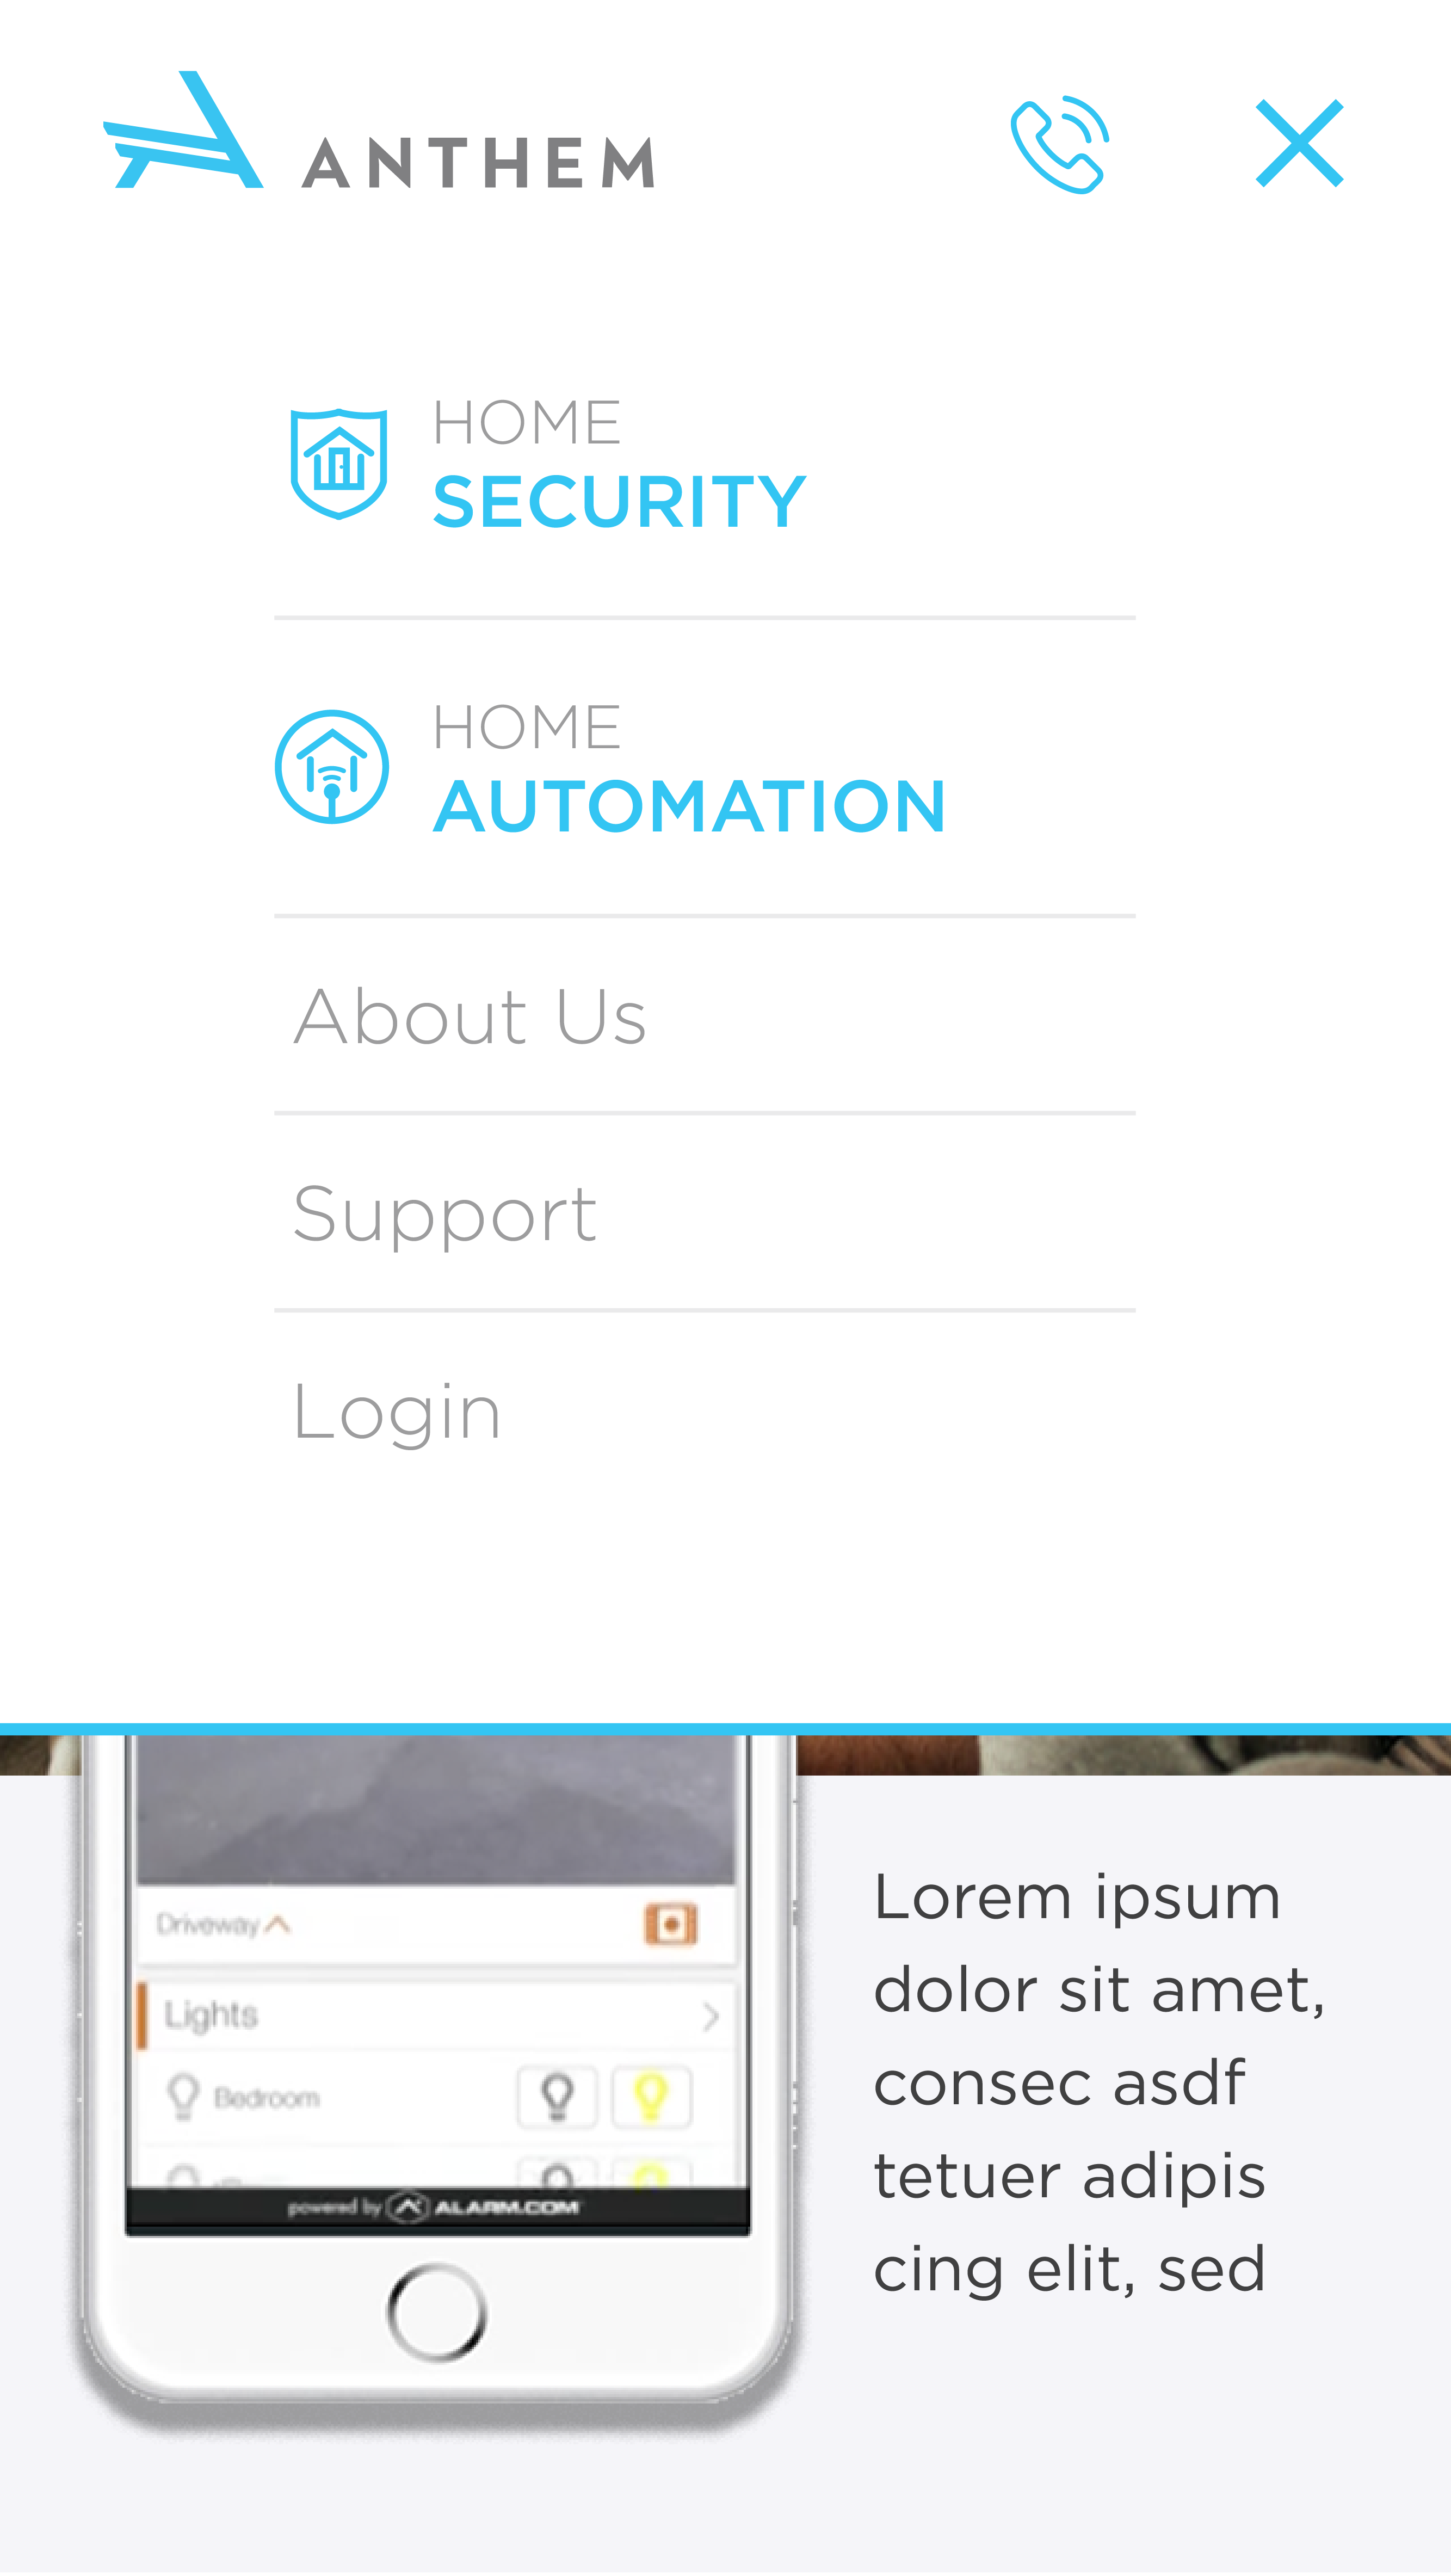 ANTHEM
HOME
SECURITY
HOME
AUTOMATION
About Us
Support
Login
Driveway
Lights
Bedroom
powered by ALARM.COM
Lorem ipsum
dolor sit amet,
consec asdf
tetuer adipis
cing elit, sed